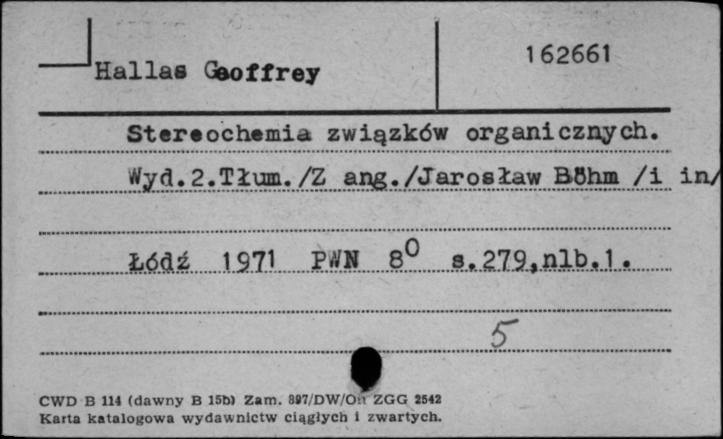 162661
Hallas Geoffrey
Stereochemia związków organicznych.
Wyd.2.Tłum./Z ang./Jarosław Böhm /i in/
Łódź 1971 PWN 8⁰ s.279,nlb.1.
5
CWD B 114 (dawny B 15b) Zam. 897/DW/Oń ZGG 2542
Karta katalogowa wydawnictw ciągłych i zwartych.